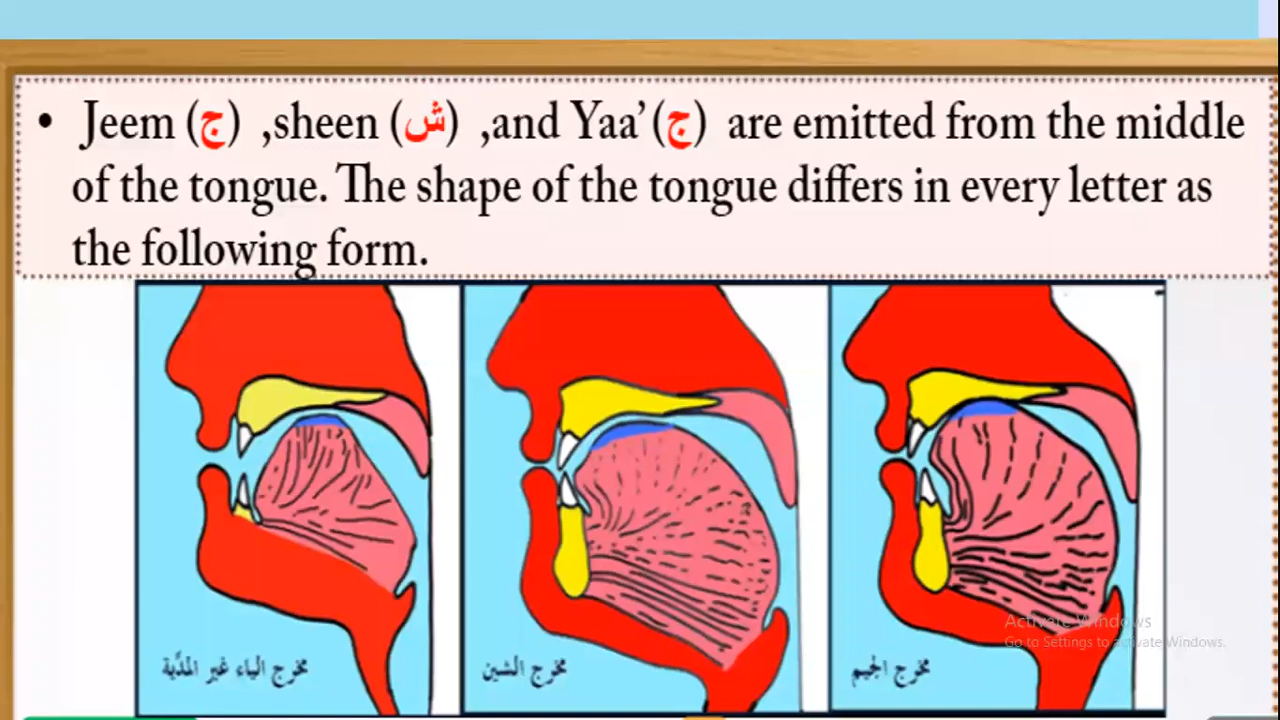 • Jeem (ج) ,sheen (ش) ,and Yaa’(ج) are emitted from the middle
of the tongue. The shape of the tongue differs in every letter as
the following form.
مخرج الياء غير المدّية
مخرج الشين
مخرج الجيم
Activate Windows
Go to Settings to activate Windows.